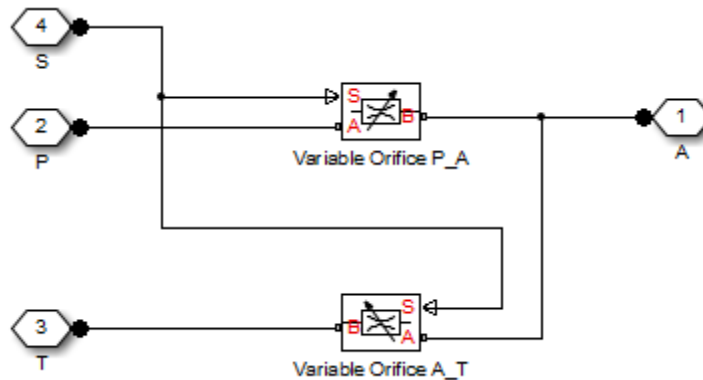 4
S
2
P
S
A
B
Variable Orifice P_A
1
A
3
T
B
S
A
Variable Orifice A_T